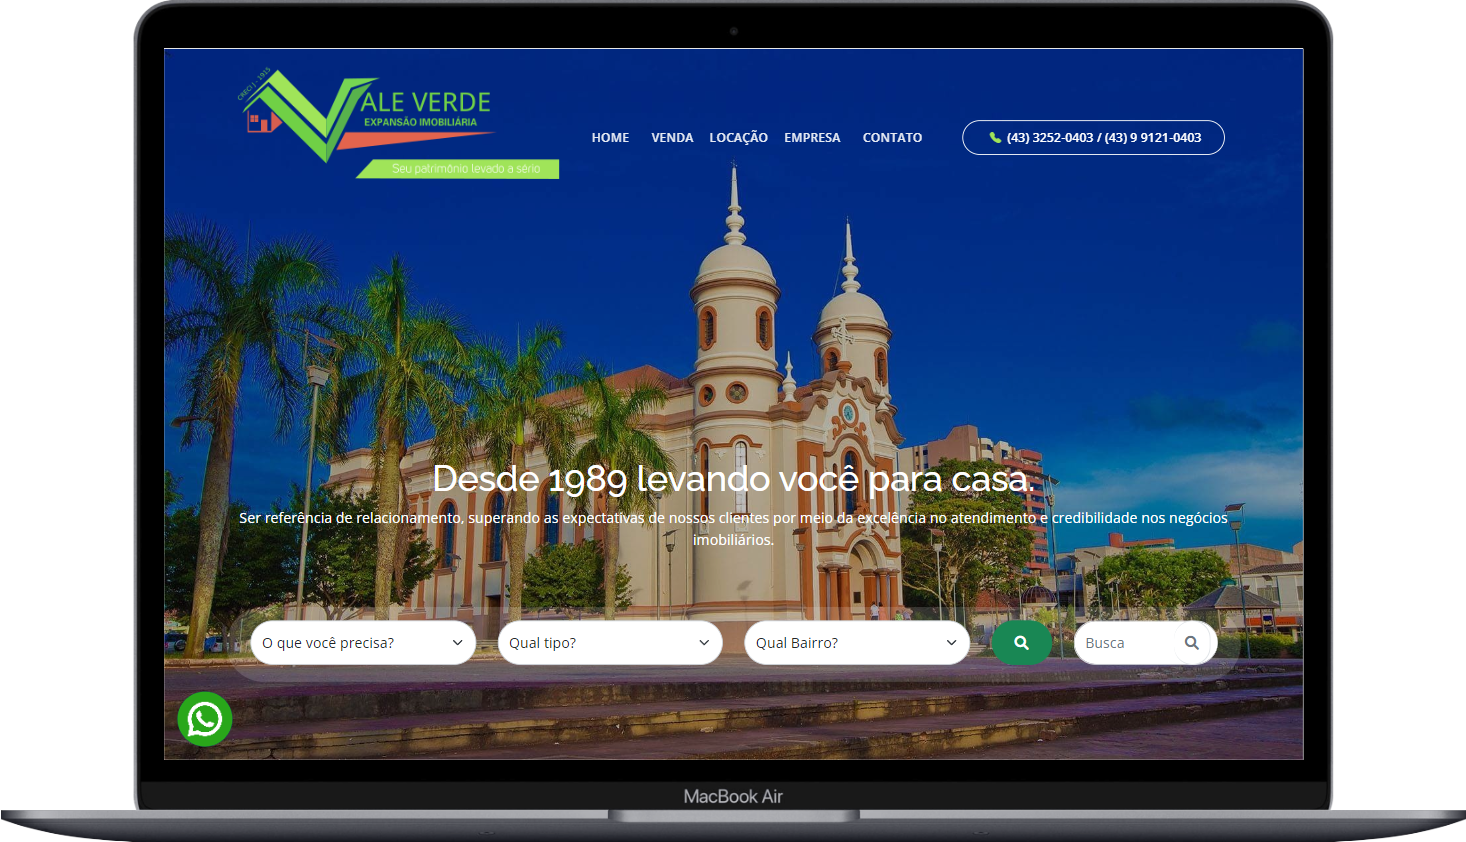 CRECI J - 1935
ALE VERDE
EXPANSÃO IMOBILIÁRIA
Seu patrimônio levado a sério
HOME VENDA LOCAÇÃO EMPRESA CONTATO
(43) 3252-0403 / (43) 9 9121-0403
Desde 1989 levando você para casa.
Ser referência de relacionamento, superando as expectativas de nossos clientes por meio da excelência no atendimento e credibilidade nos negócios
imobiliários.
O que você precisa? Qual tipo? Qual Bairro? Busca
MacBook Air